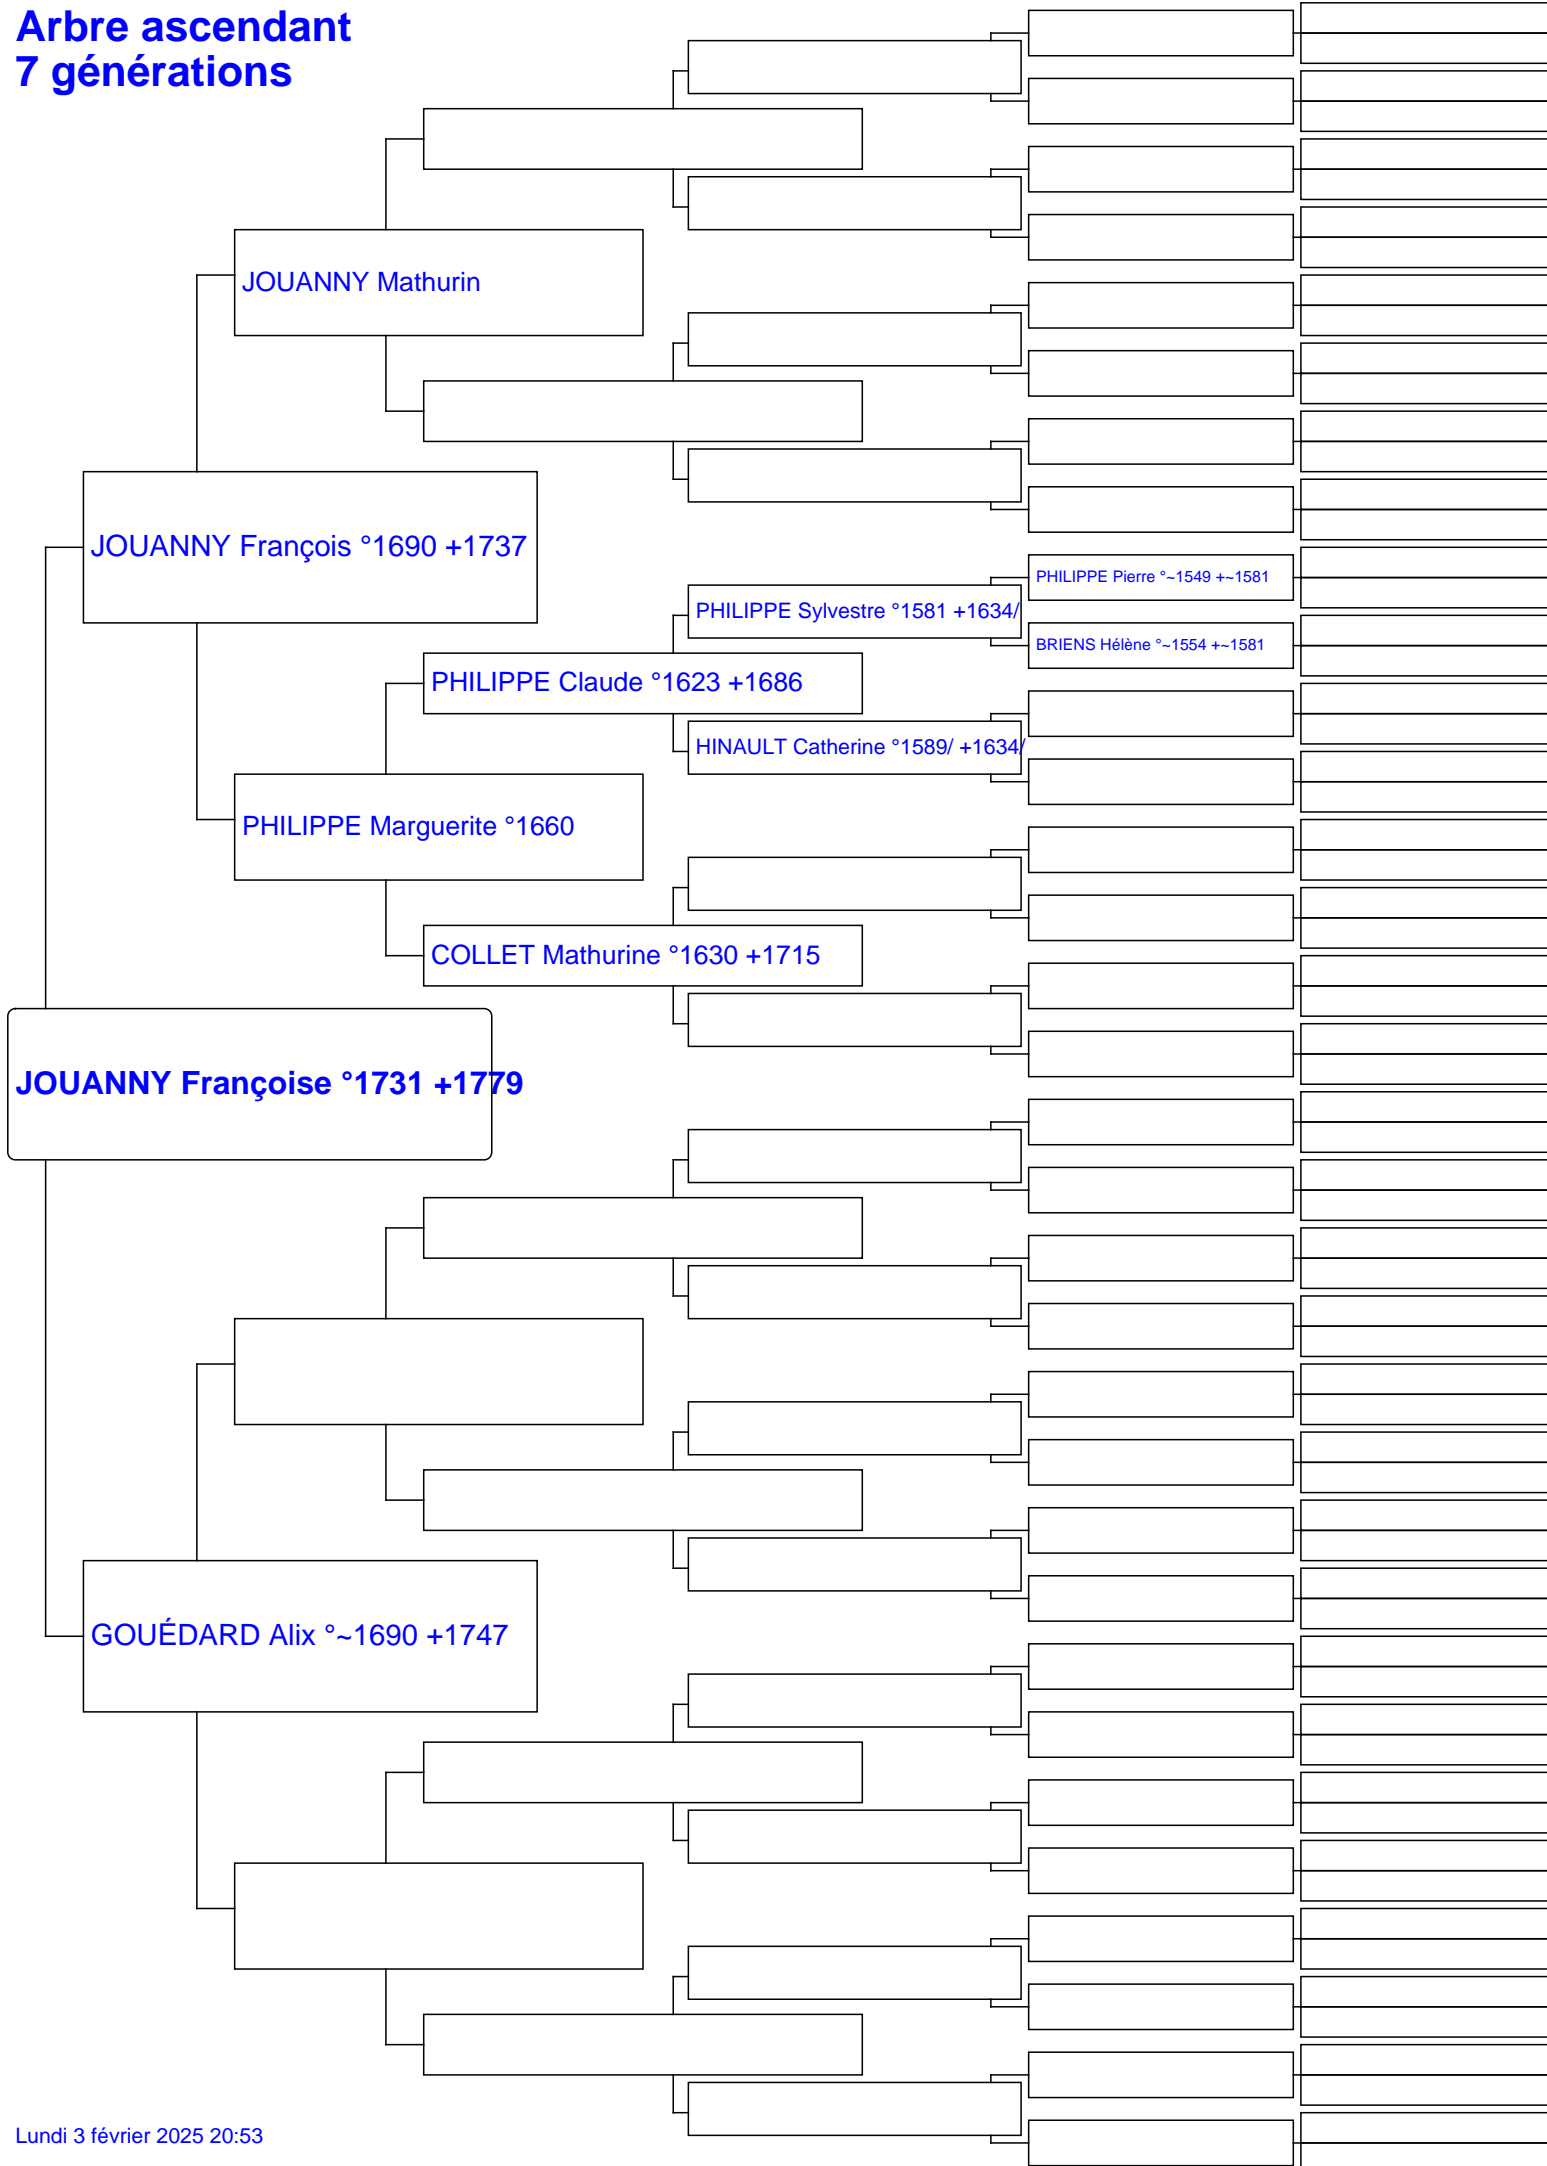 Arbre ascendant
7 générations
JOUANNY Mathurin
JOUANNY François °1690 +1737
PHILIPPE Pierre °~1549 +~1581
PHILIPPE Sylvestre °1581 +1634/
BRIENS Hélène °~1554 +~1581
PHILIPPE Claude °1623 +1686
HINAULT Catherine °1589/ +1634/
PHILIPPE Marguerite °1660
COLLET Mathurine °1630 +1715
JOUANNY Françoise °1731 +1779
GOUÉDARD Alix °~1690 +1747
Lundi 3 février 2025 20:53